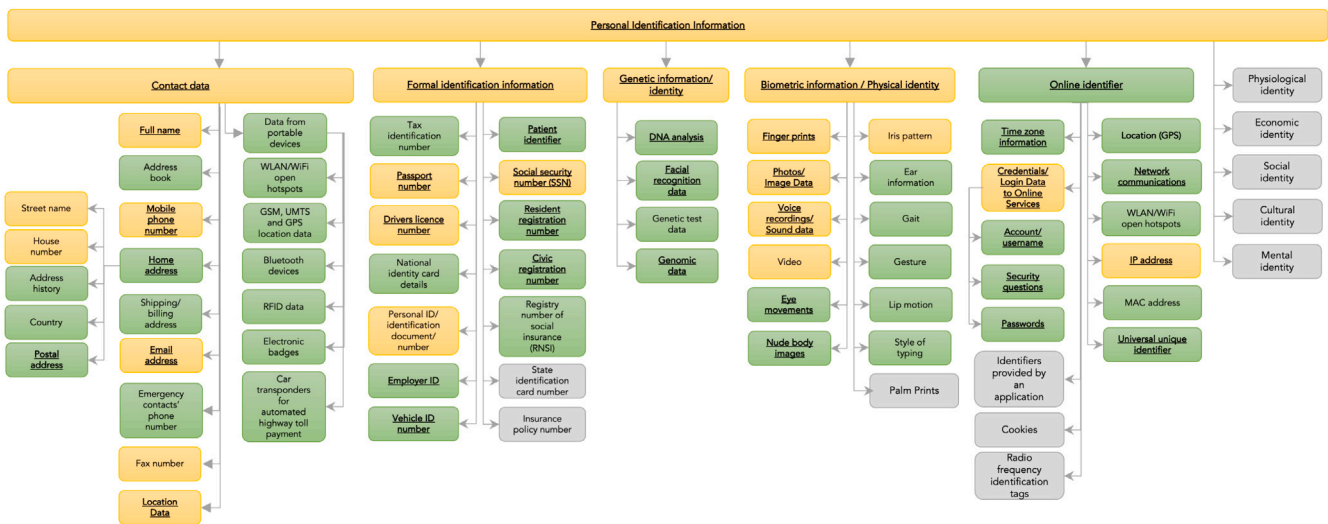 Personal Identification Information
Contact data
Full name
Address
book
Mobile
phone
number
Home
address
Shipping/
billing
address
Email
address
Emergency
contacts'
phone
number
Fax number
Location
Data
Street name
House
number
Address
history
Country
Postal
address
Data from
portable
devices
WLAN/WiFi
open
hotspots
GSM, UMTS
and GPS
location data
Bluetooth
devices
RFID data
Electronic
badges
Car
transponders
for
automated
highway toll
payment
Formal identification information
Tax
identification
number
Passport
number
Drivers licence
number
National
identity card
details
Personal ID/
identification
document/
number
Employer ID
Vehicle ID
number
Patient
identifier
Social security
number (SSN)
Resident
registration
number
Civic
registration
number
Registry
number of
social
insurance
(RNSI)
State
identification
card number
Insurance
policy number
Genetic information/
identity
DNA analysis
Facial
recognition
data
Genetic test
data
Genomic
data
Biometric information / Physical identity
Finger prints
Photos/
Image Data
Voice
recordings/
Sound data
Video
Eye
movements
Nude body
images
Iris pattern
Ear
information
Gait
Gesture
Lip motion
Style of
typing
Palm Prints
Online identifier
Time zone
information
Credentials/
Login Data
to Online
Services
Account/
username
Security
questions
Passwords
Identifiers
provided by
an
application
Cookies
Radio
frequency
identification
tags
Location (GPS)
Network
communications
WLAN/WiFi
open hotspots
IP address
MAC address
Universal unique
identifier
Physiological
identity
Economic
identity
Social
identity
Cultural
identity
Mental
identity